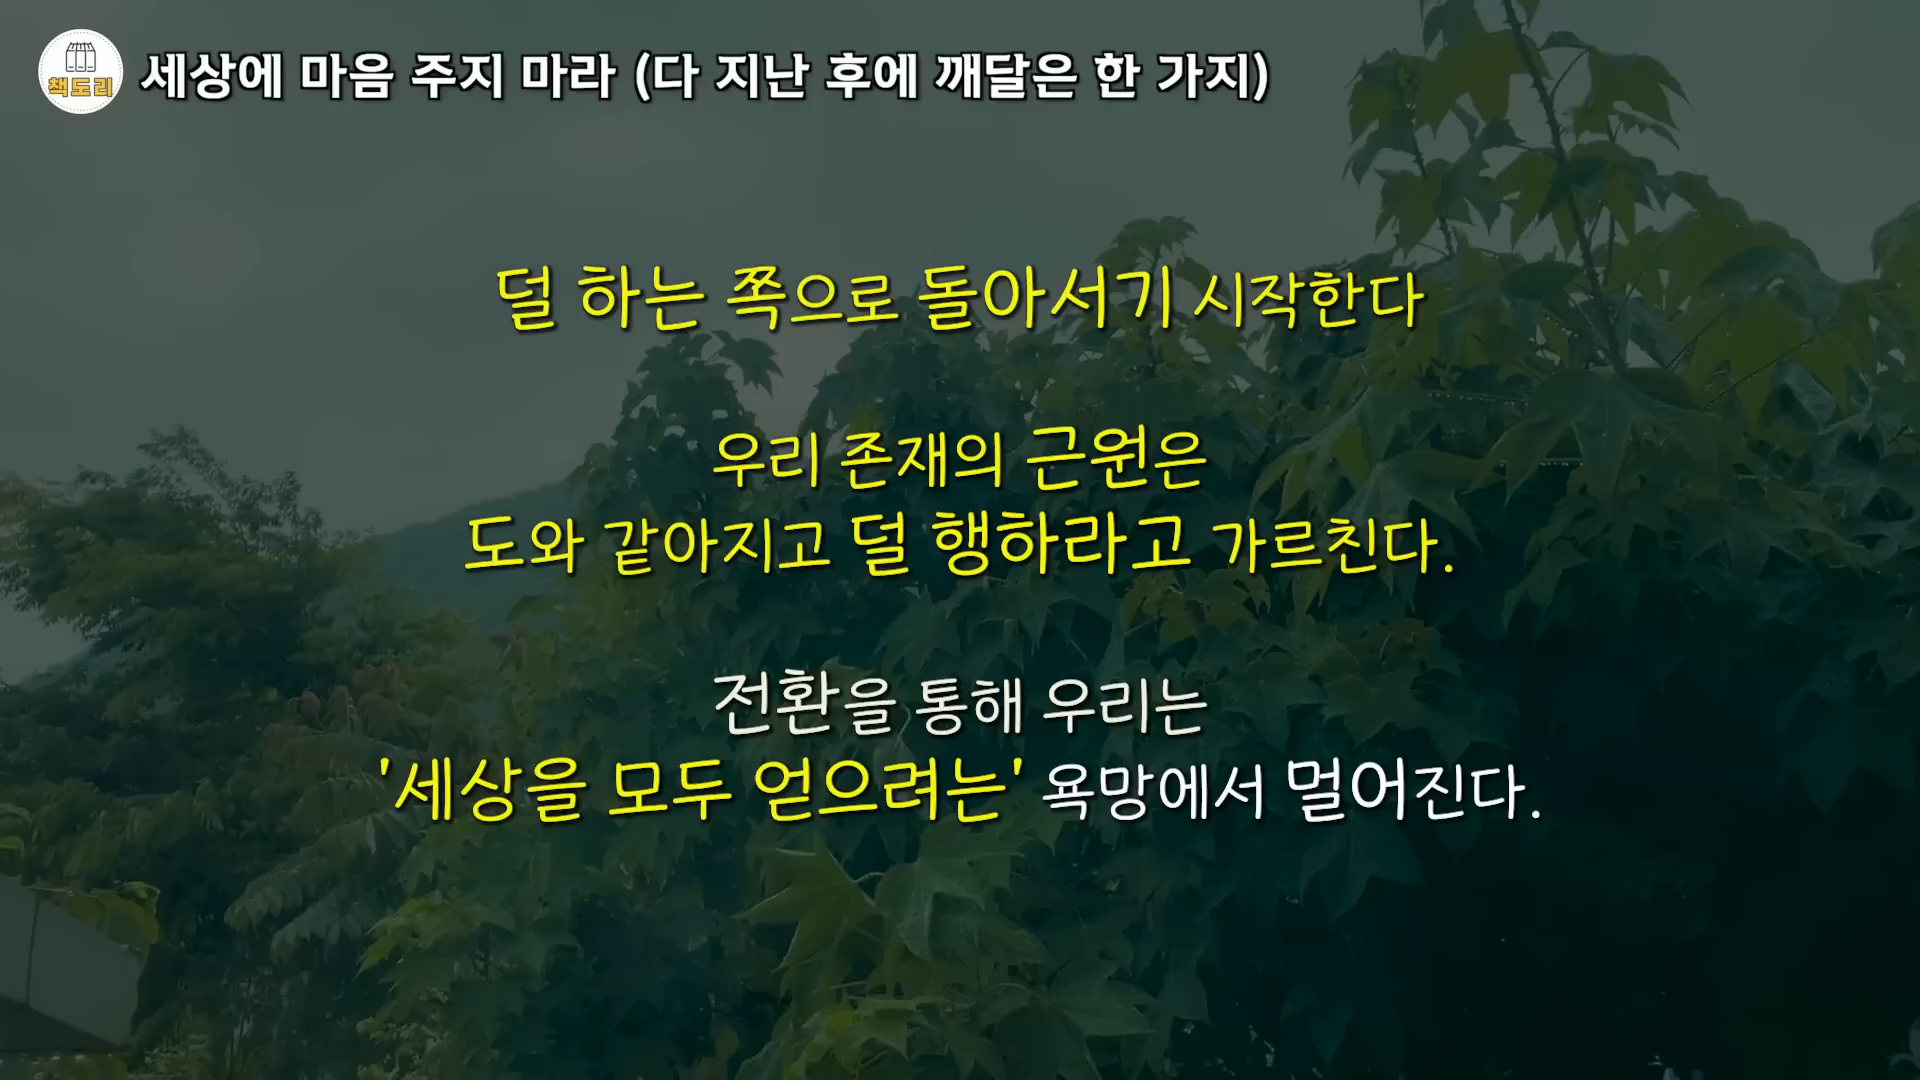 책도리
세상에 마음 주지 마라 (다 지난 후에 깨달은 한 가지)
덜 하는 쪽으로 돌아서기 시작한다
우리 존재의 근원은
도와 같아지고 덜 행하라고 가르친다.
전환을 통해 우리는
'세상을 모두 얻으려는' 욕망에서 멀어진다.